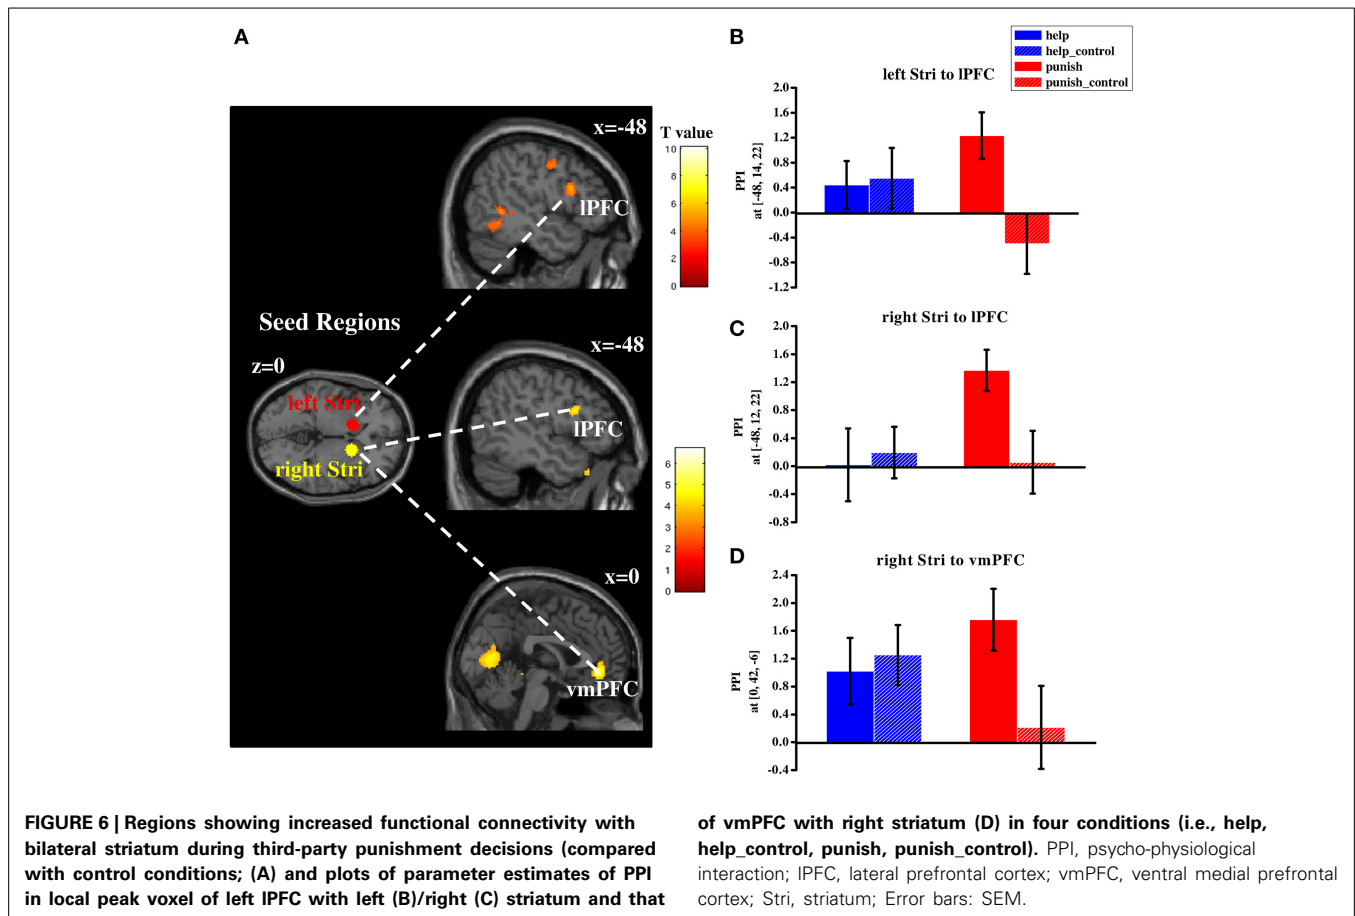 A
x=-48
T value
10
8
6
4
2
0
lPFC
Seed Regions
z=0
left Stri
right Stri
x=-48
lPFC
6
5
4
3
2
1
0
x=0
vmPFC
B
help
help_control
punish
punish_control
left Stri to lPFC
PPI
at [-48, 14, 22]
2.0
1.6
1.2
0.8
0.4
0.0
-0.4
-0.8
-1.2
C
right Stri to lPFC
PPI
at [-48, 12, 22]
2.0
1.6
1.2
0.8
0.4
0.0
-0.4
-0.8
D
right Stri to vmPFC
PPI
at [0, 42, -6]
2.4
2.0
1.6
1.2
0.8
0.4
0.0
-0.4
FIGURE 6 | Regions showing increased functional connectivity with
bilateral striatum during third-party punishment decisions (compared
with control conditions; (A) and plots of parameter estimates of PPI
in local peak voxel of left lPFC with left (B)/right (C) striatum and that
of vmPFC with right striatum (D) in four conditions (i.e., help,
help_control, punish, punish_control). PPI, psycho-physiological
interaction; lPFC, lateral prefrontal cortex; vmPFC, ventral medial prefrontal
cortex; Stri, striatum; Error bars: SEM.